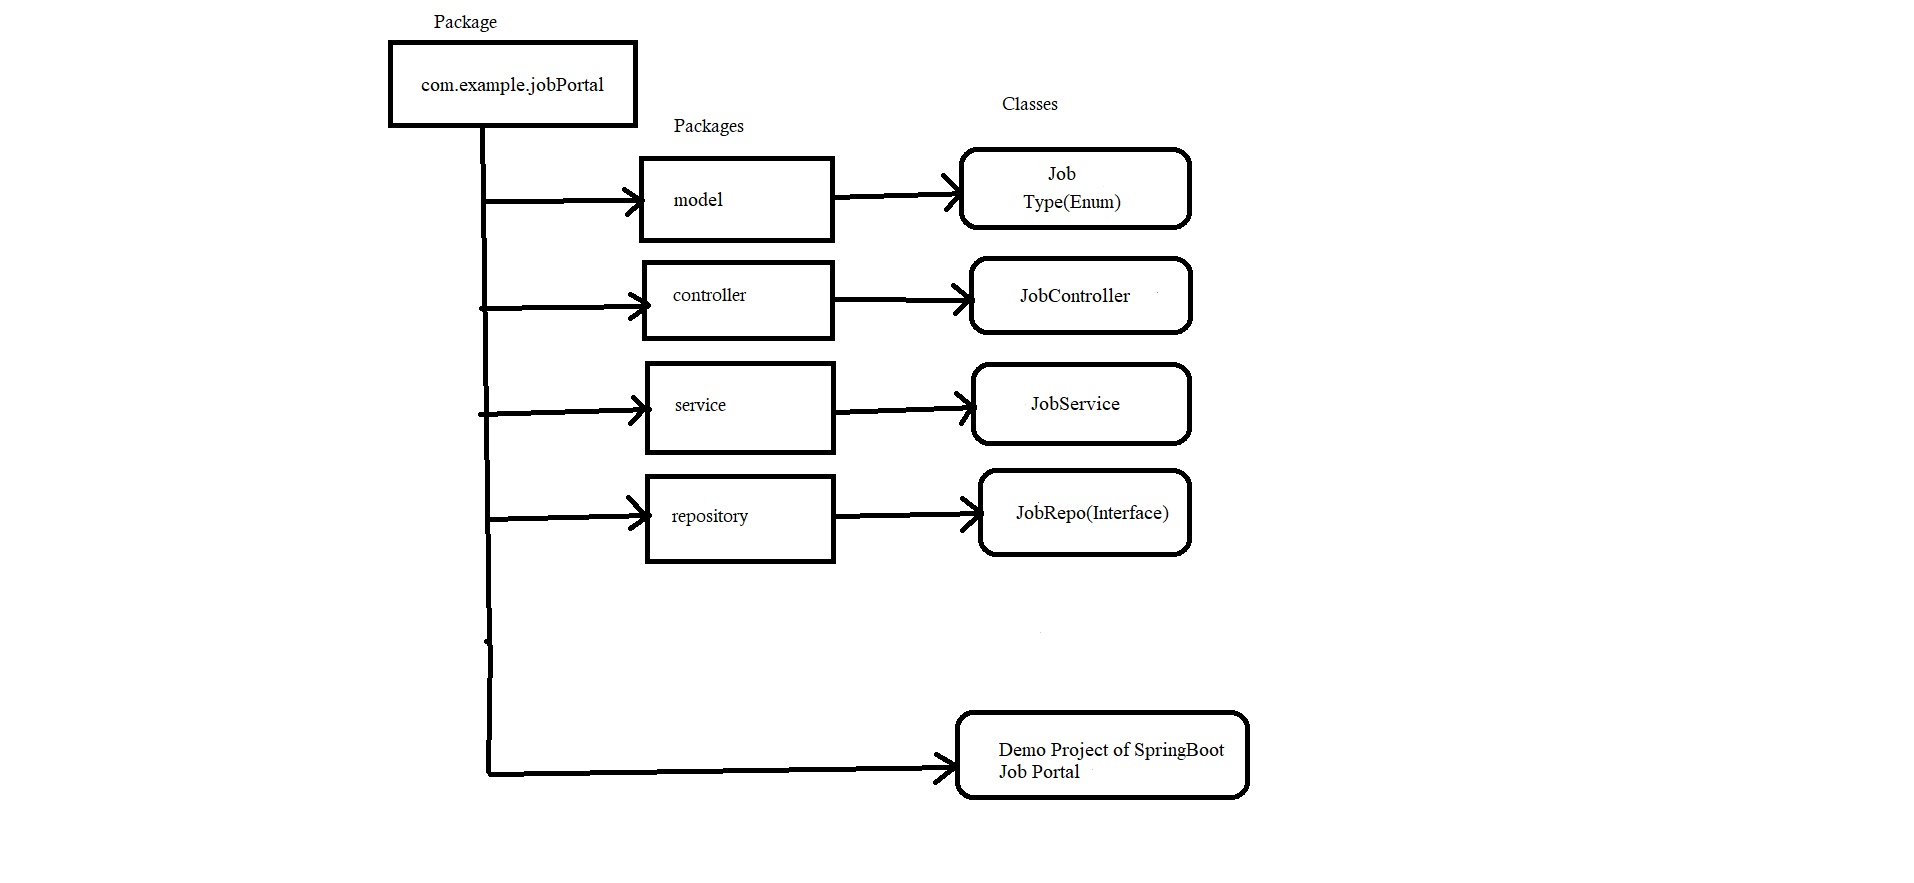 Package
com.example.jobPortal
Packages
Classes
model
Job
Type(Enum)
controller
JobController
service
JobService
repository
JobRepo(Interface)
Demo Project of SpringBoot
Job Portal